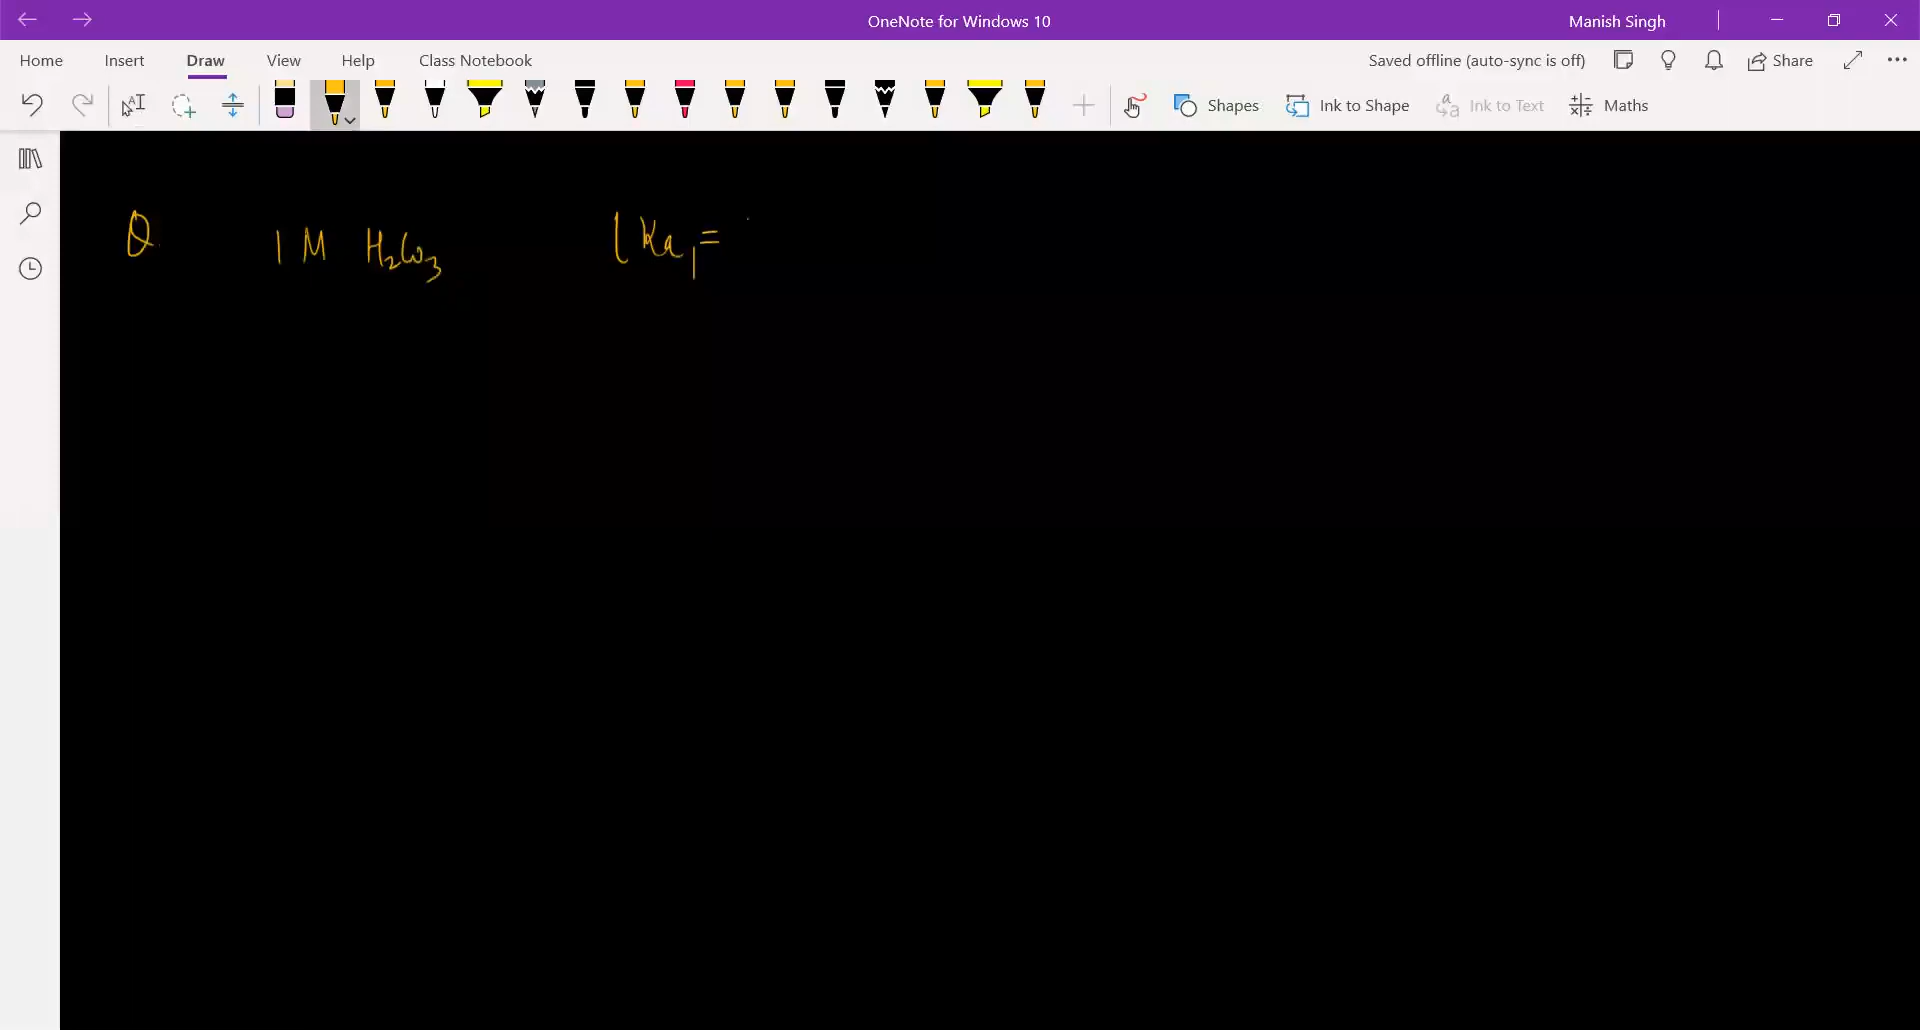 OneNote for Windows 10 Manish Singh
Home Insert Draw View Help Class Notebook Saved offline (auto-sync is off) Share
Shapes Ink to Shape Ink to Text Maths
Q. 1 M H₂CO₃ ( Ka₁ =